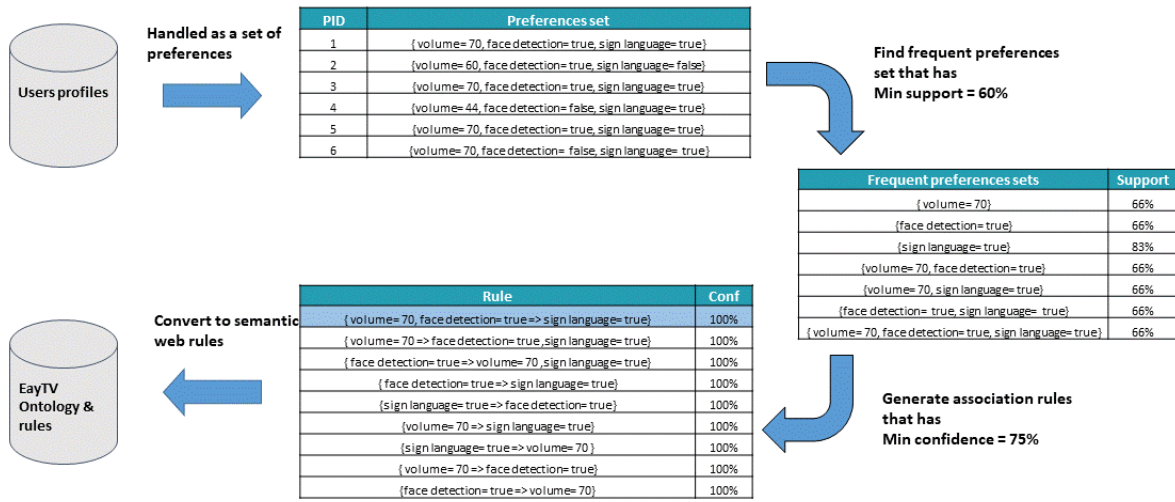 Users profiles
Handled as a set of
preferences
PID Preferences set
1 { volume= 70, face detection= true, sign language= true}
2 {volume= 60, face detection= true, sign language= false}
3 {volume= 70, face detection= true, sign language= true}
4 {volume= 44, face detection= false, sign language= true}
5 {volume= 70, face detection= true, sign language= true}
6 {volume= 70, face detection= false, sign language= true}
Find frequent preferences
set that has
Min support = 60%
Frequent preferences sets Support
{ volume= 70} 66%
{face detection= true} 66%
{sign language= true} 83%
{volume= 70, face detection= true} 66%
{volume= 70, sign language= true} 66%
{face detection= true, sign language= true} 66%
{volume= 70, face detection= true, sign language= true} 66%
Generate association rules
that has
Min confidence = 75%
Rule Conf
{ volume= 70, face detection= true => sign language= true} 100%
{ volume= 70 => face detection= true ,sign language= true} 100%
{ face detection= true => volume= 70 ,sign language= true} 100%
{ face detection= true => sign language= true} 100%
{sign language= true => face detection= true} 100%
{volume= 70 => sign language= true} 100%
{sign language= true => volume= 70 } 100%
{ volume= 70 => face detection= true} 100%
{face detection= true => volume= 70} 100%
Convert to semantic
web rules
EayTV
Ontology &
rules